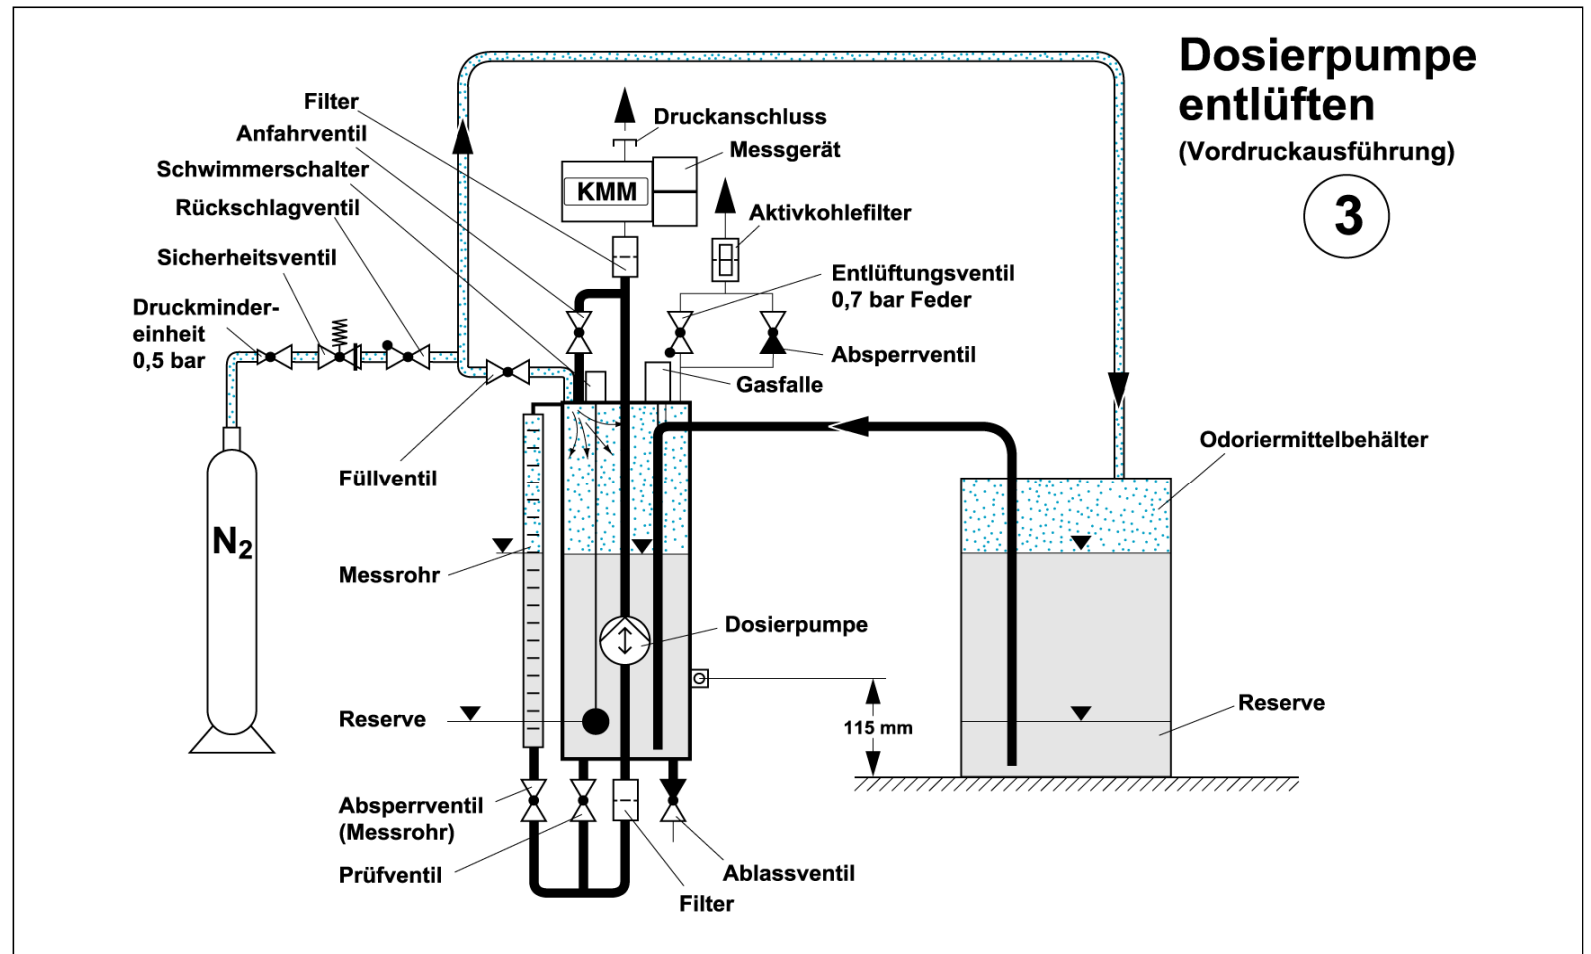 Dosierpumpe
entlüften
(Vordruckausführung)
3
Filter
Anfahrventil
Schwimmerschalter
Rückschlagventil
Sicherheitsventil
Druckminder-
einheit
0,5 bar
Druckanschluss
Messgerät
KMM
Aktivkohlefilter
Entlüftungsventil
0,7 bar Feder
Absperrventil
Gasfalle
Odoriermittelbehälter
Füllventil
N2
Messrohr
Dosierpumpe
Reserve
115 mm
Reserve
Absperrventil
(Messrohr)
Prüfventil
Ablassventil
Filter